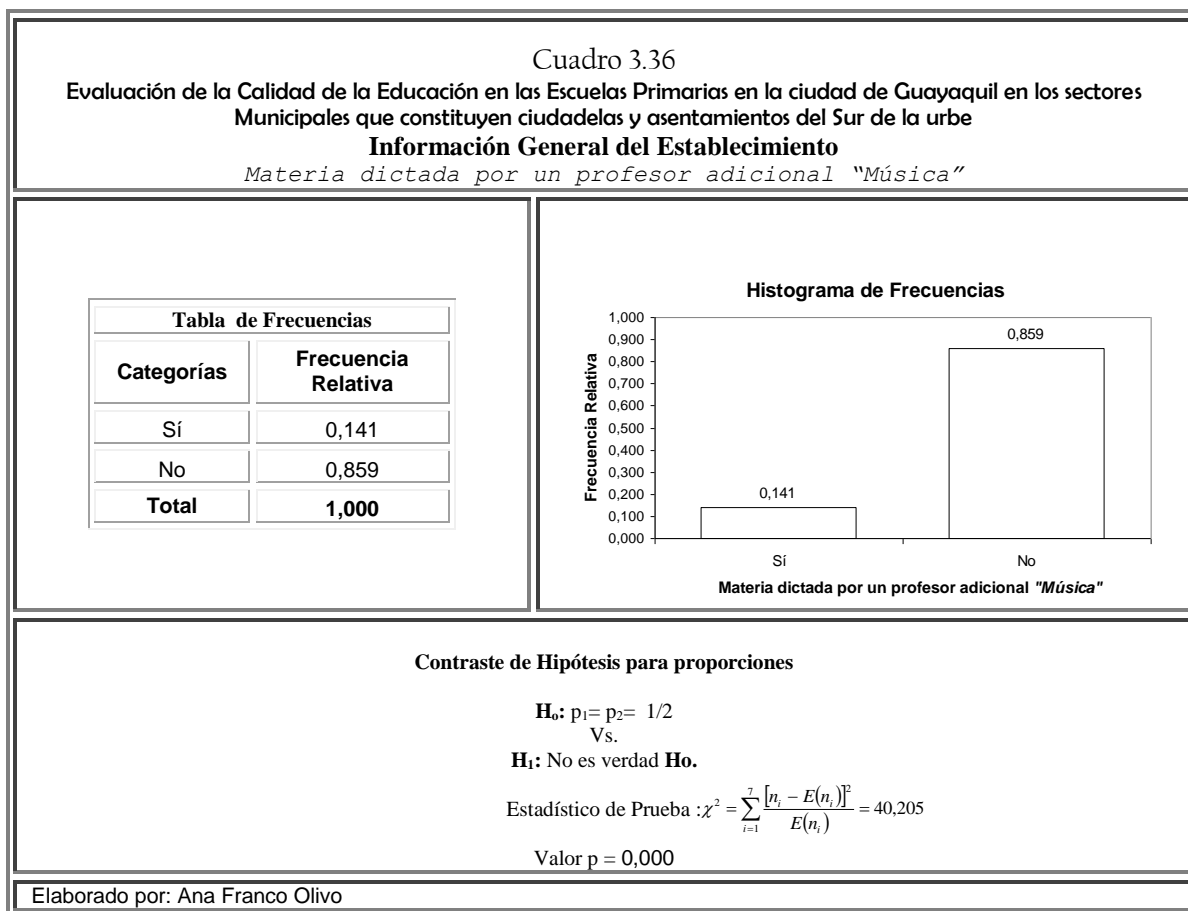 Cuadro 3.36
Evaluación de la Calidad de la Educación en las Escuelas Primarias en la ciudad de Guayaquil en los sectores
Municipales que constituyen ciudadelas y asentamientos del Sur de la urbe
Información General del Establecimiento
Materia dictada por un profesor adicional “Música”
Tabla de Frecuencias
Categorías Frecuencia Relativa
Sí 0,141
No 0,859
Total 1,000
Histograma de Frecuencias
Frecuencia Relativa
1,000
0,900
0,800
0,700
0,600
0,500
0,400
0,300
0,200
0,100
0,000
0,141
0,859
Sí No
Materia dictada por un profesor adicional "Música"
Contraste de Hipótesis para proporciones
Ho: p1= p2= 1/2
Vs.
H1: No es verdad Ho.
Estadístico de Prueba :χ² = ∑_{i=1}^{7} [n_i − E(n_i)]² / E(n_i) = 40,205
Valor p = 0,000
Elaborado por: Ana Franco Olivo